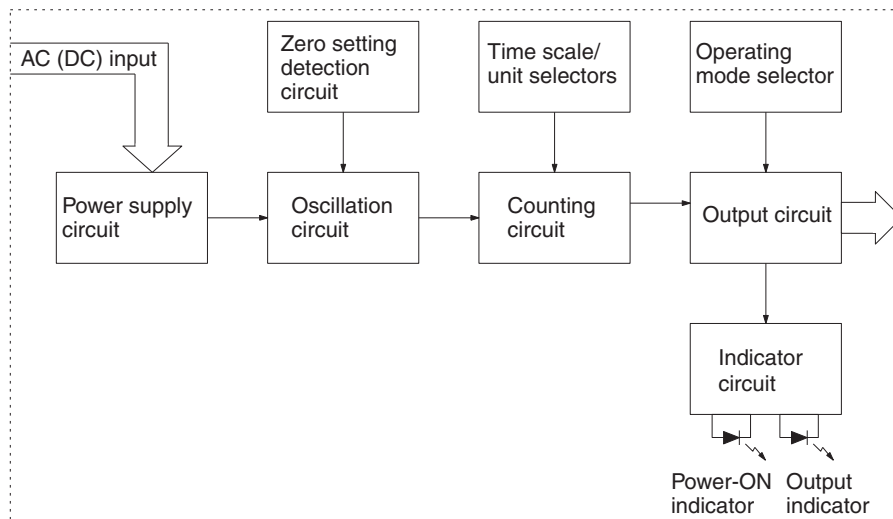 AC (DC) input
Zero setting
detection
circuit
Time scale/
unit selectors
Operating
mode selector
Power supply
circuit
Oscillation
circuit
Counting
circuit
Output circuit
Indicator
circuit
Power-ON
indicator
Output
indicator